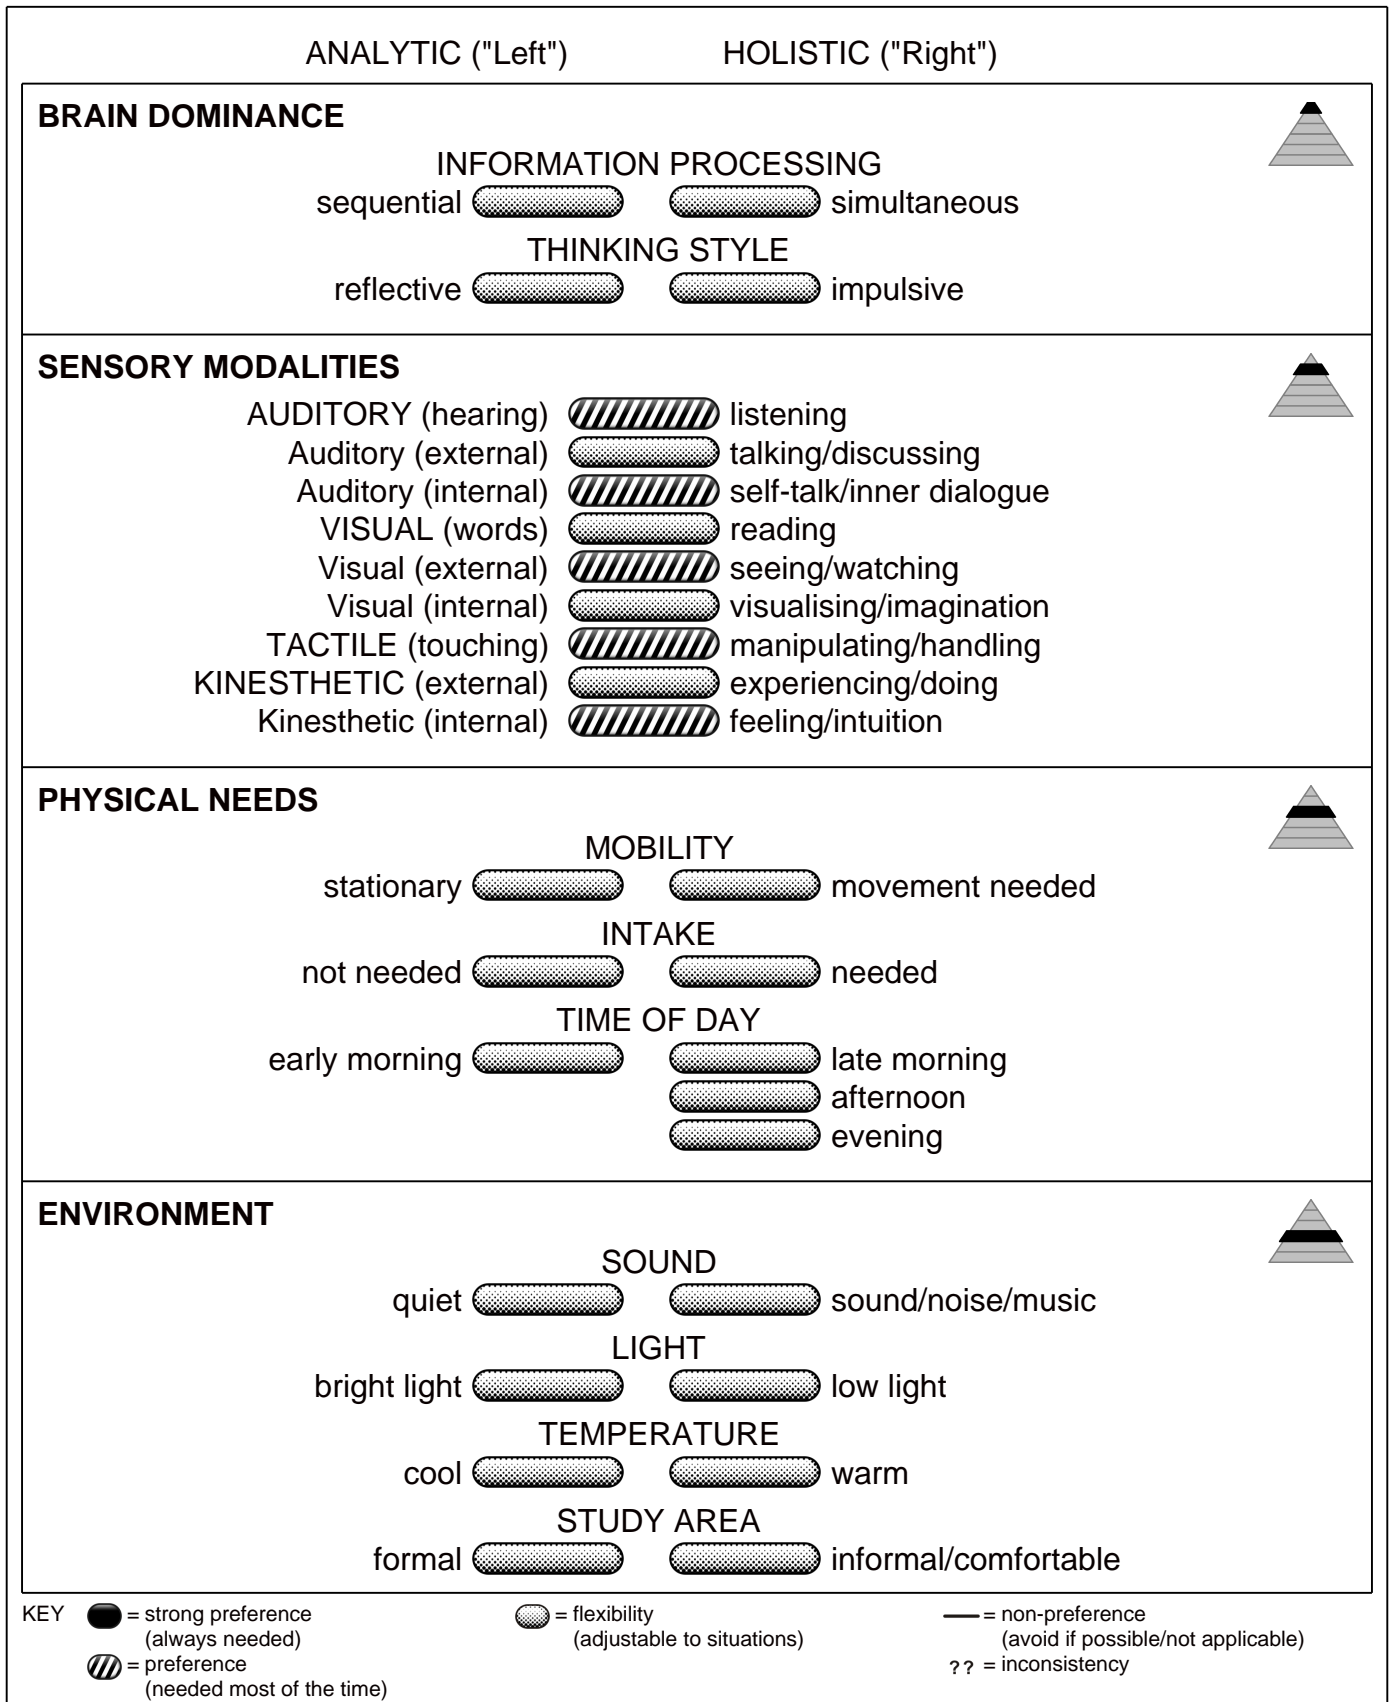 ANALYTIC ("Left") HOLISTIC ("Right")
BRAIN DOMINANCE
INFORMATION PROCESSING
sequential simultaneous
THINKING STYLE
reflective impulsive
SENSORY MODALITIES
AUDITORY (hearing) listening
Auditory (external) talking/discussing
Auditory (internal) self-talk/inner dialogue
VISUAL (words) reading
Visual (external) seeing/watching
Visual (internal) visualising/imagination
TACTILE (touching) manipulating/handling
KINESTHETIC (external) experiencing/doing
Kinesthetic (internal) feeling/intuition
PHYSICAL NEEDS
MOBILITY
stationary movement needed
INTAKE
not needed needed
TIME OF DAY
early morning late morning
afternoon
evening
ENVIRONMENT
SOUND
quiet sound/noise/music
LIGHT
bright light low light
TEMPERATURE
cool warm
STUDY AREA
formal informal/comfortable
KEY = strong preference = flexibility = non-preference
(always needed) (adjustable to situations) (avoid if possible/not applicable)
= preference ?? = inconsistency
(needed most of the time)